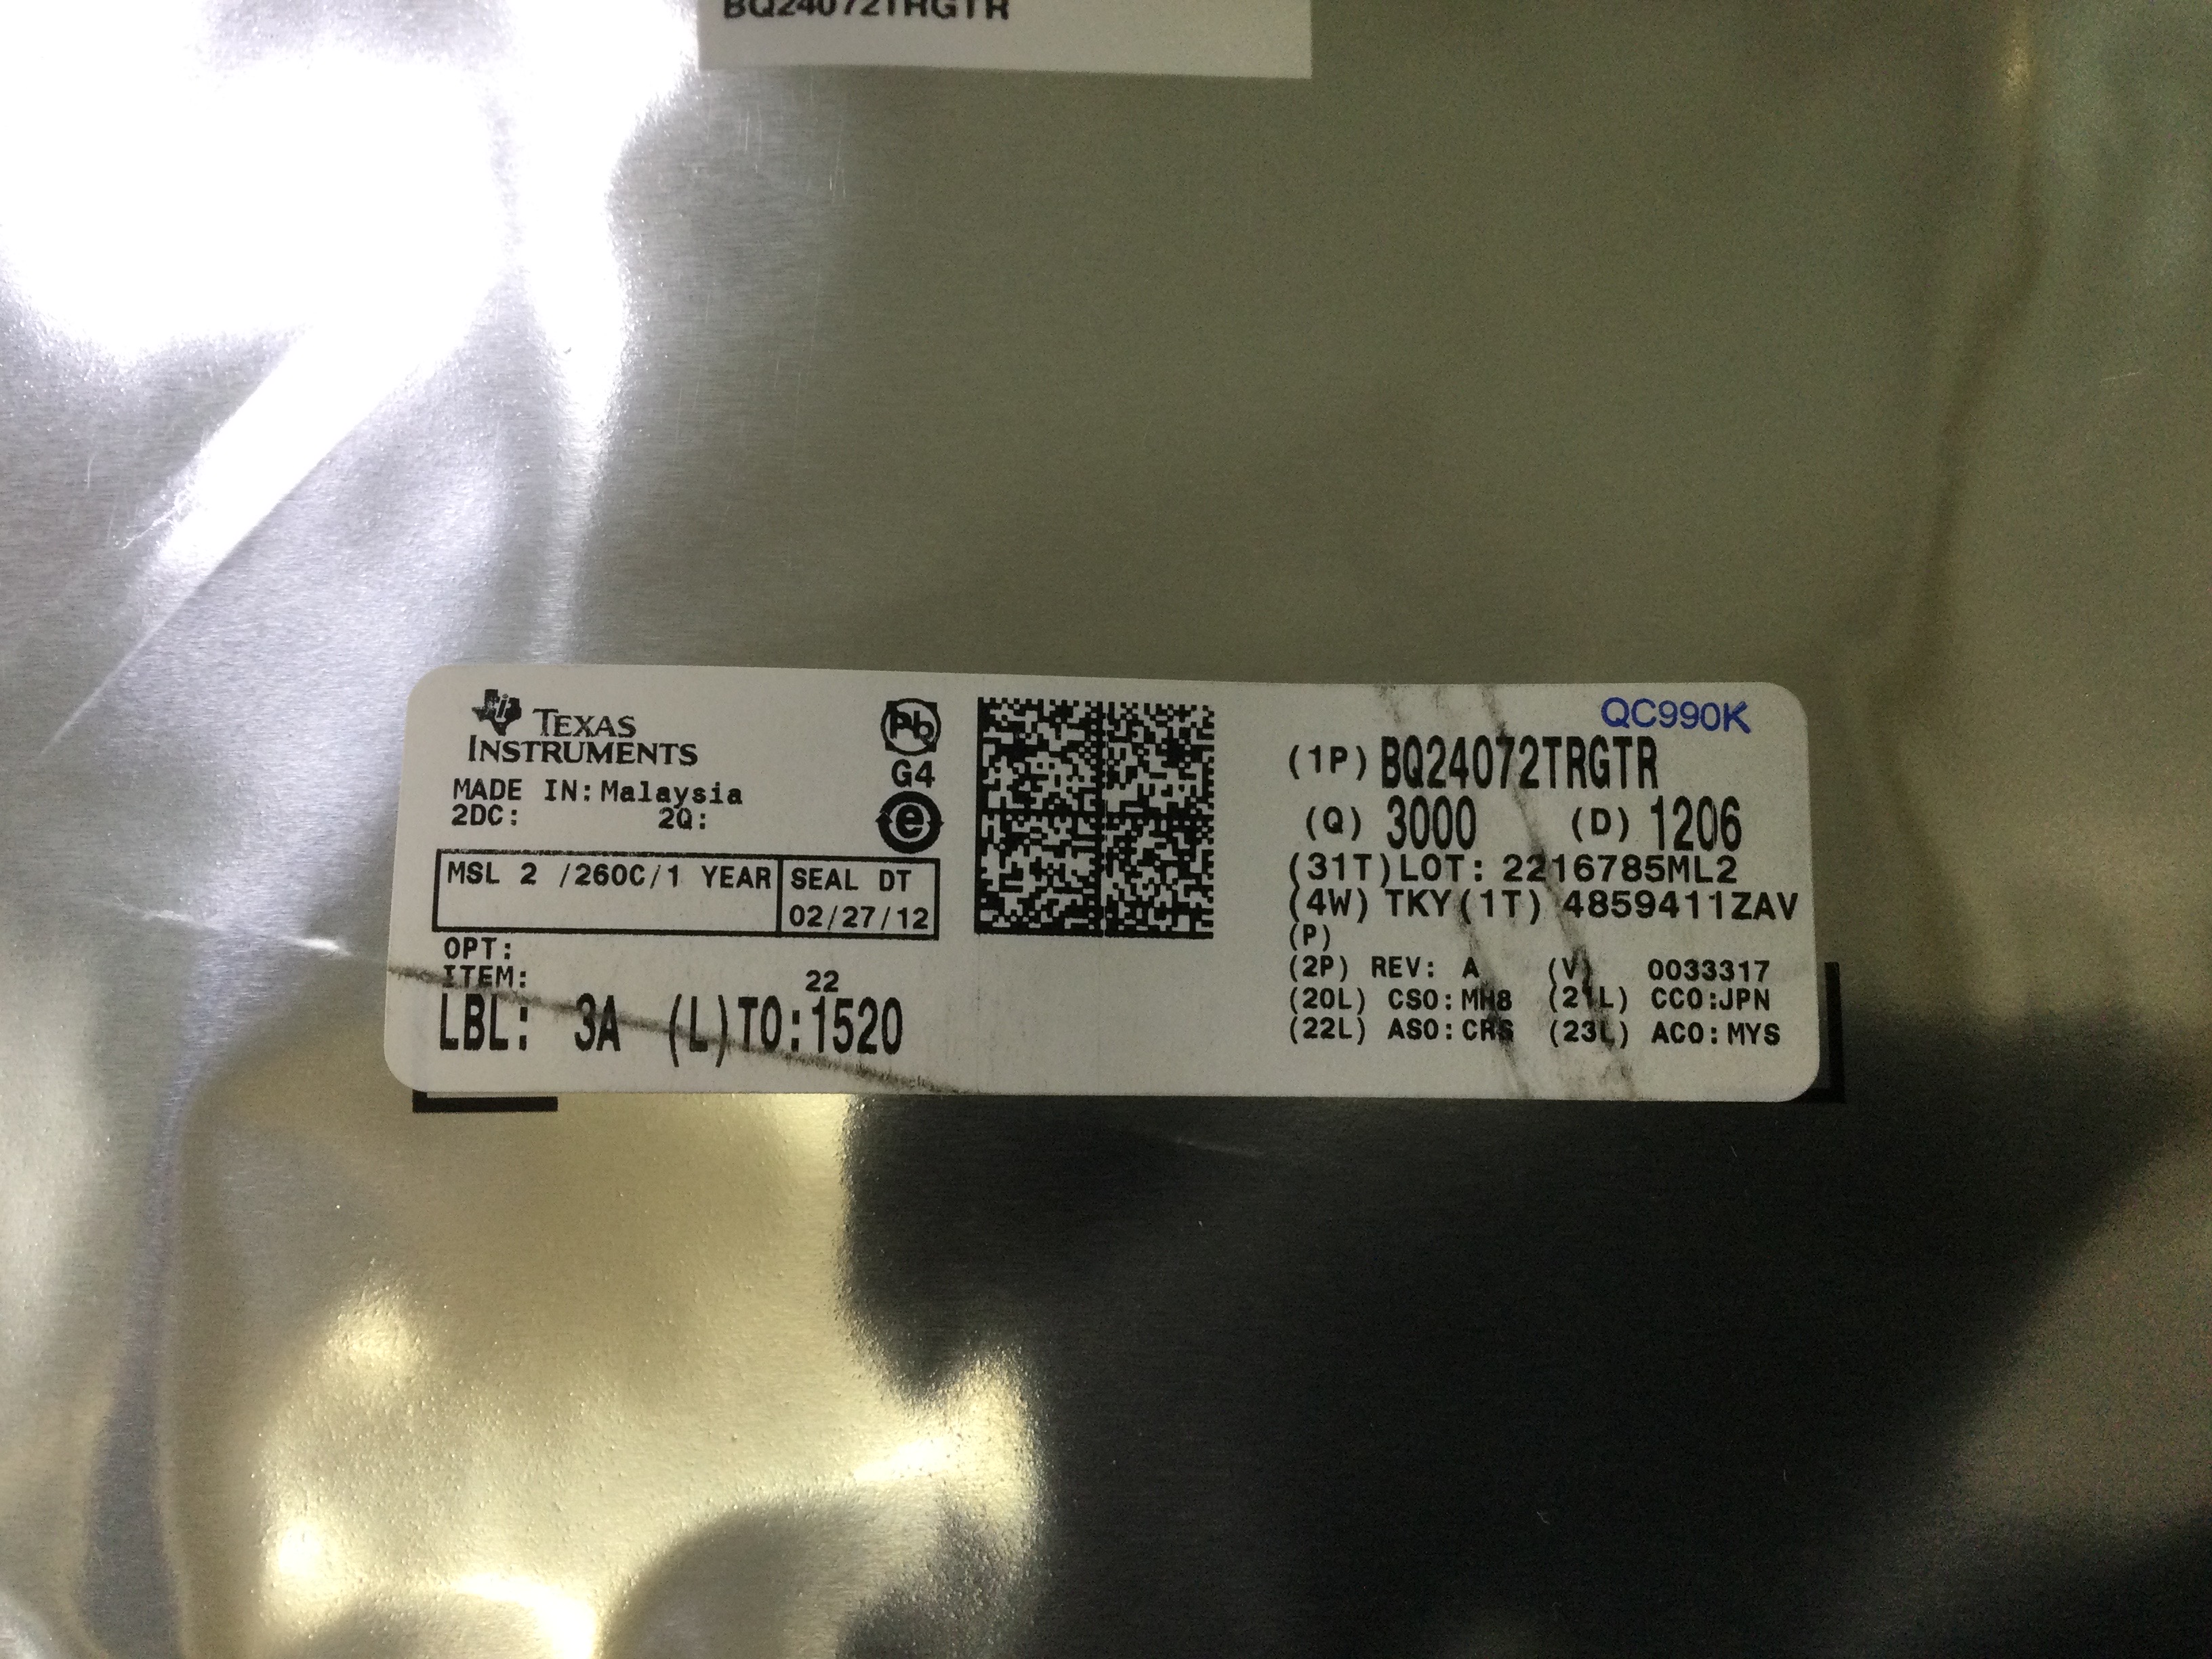 BQ24072TRGTR
TEXAS
INSTRUMENTS
MADE IN: Malaysia
2DC: 2Q:
MSL 2 /260C/1 YEAR
SEAL DT
02/27/12
OPT:
ITEM: 22
LBL: 3A (L)TO:1520
Pb
G4
e
QC990K
(1P) BQ24072TRGTR
(Q) 3000 (D) 1206
(31T)LOT: 2216785ML2
(4W) TKY(1T) 4859411ZAV
(P)
(2P) REV: A (V) 0033317
(20L) CSO:MH8 (21L) CCO:JPN
(22L) ASO:CRS (23L) ACO:MYS